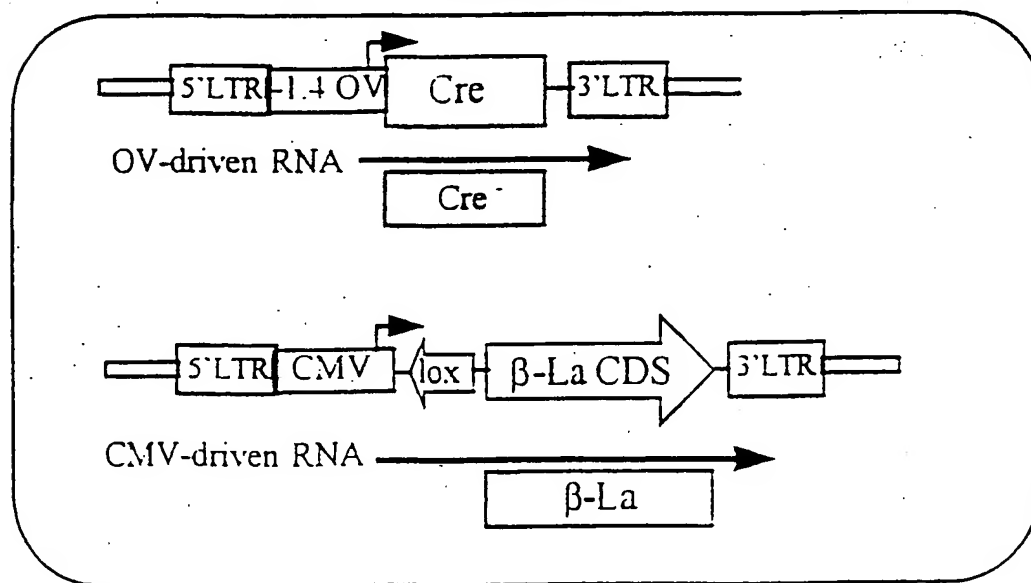 5'LTR -1.4 OV Cre 3'LTR
OV-driven RNA
Cre
5'LTR CMV lox β-La CDS 3'LTR
CMV-driven RNA
β-La